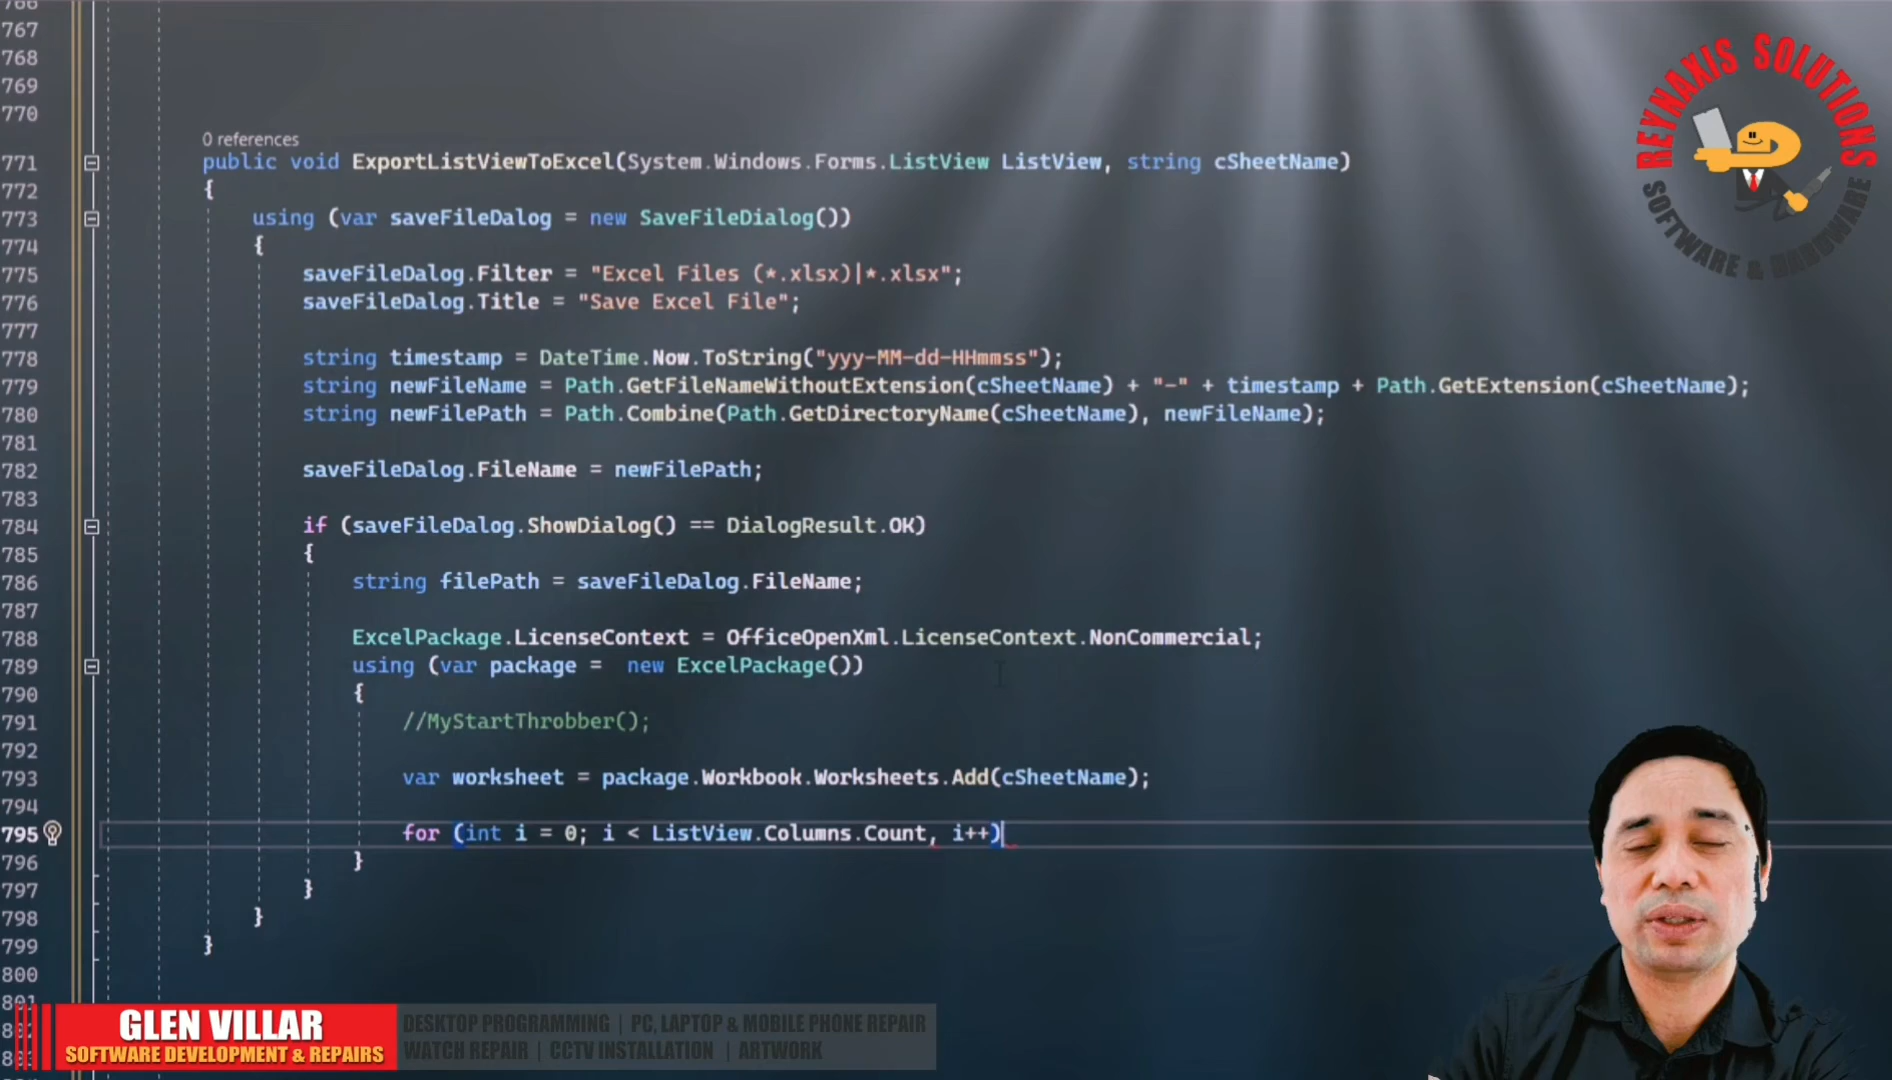 766
767
768
769
770
0 references
771 public void ExportListViewToExcel(System.Windows.Forms.ListView ListView, string cSheetName)
772 {
773 using (var saveFileDalog = new SaveFileDialog())
774 {
775 saveFileDalog.Filter = "Excel Files (*.xlsx)|*.xlsx";
776 saveFileDalog.Title = "Save Excel File";
777
778 string timestamp = DateTime.Now.ToString("yyy-MM-dd-HHmmss");
779 string newFileName = Path.GetFileNameWithoutExtension(cSheetName) + "-" + timestamp + Path.GetExtension(cSheetName);
780 string newFilePath = Path.Combine(Path.GetDirectoryName(cSheetName), newFileName);
781
782 saveFileDalog.FileName = newFilePath;
783
784 if (saveFileDalog.ShowDialog() == DialogResult.OK)
785 {
786 string filePath = saveFileDalog.FileName;
787
788 ExcelPackage.LicenseContext = OfficeOpenXml.LicenseContext.NonCommercial;
789 using (var package =  new ExcelPackage())
790 {
791 //MyStartThrobber();
792
793 var worksheet = package.Workbook.Worksheets.Add(cSheetName);
794
795 for (int i = 0; i < ListView.Columns.Count, i++)
796 }
797 }
798 }
799 }
800
801
REYNAXIS SOLUTIONS
SOFTWARE & HARDWARE
GLEN VILLAR
SOFTWARE DEVELOPMENT & REPAIRS
DESKTOP PROGRAMMING | PC, LAPTOP & MOBILE PHONE REPAIR
WATCH REPAIR | CCTV INSTALLATION | ARTWORK